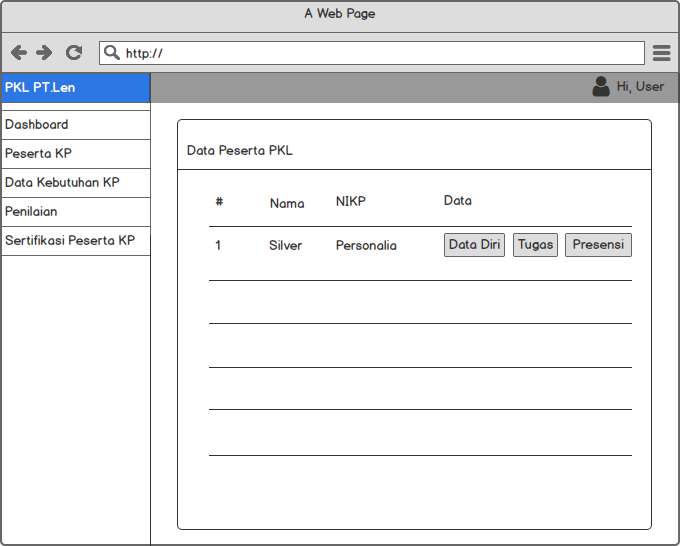 A Web Page
http://
PKL PT.Len
Hi, User
Dashboard
Peserta KP
Data Kebutuhan KP
Penilaian
Sertifikasi Peserta KP
Data Peserta PKL
# Nama NIKP Data
1 Silver Personalia Data Diri Tugas Presensi